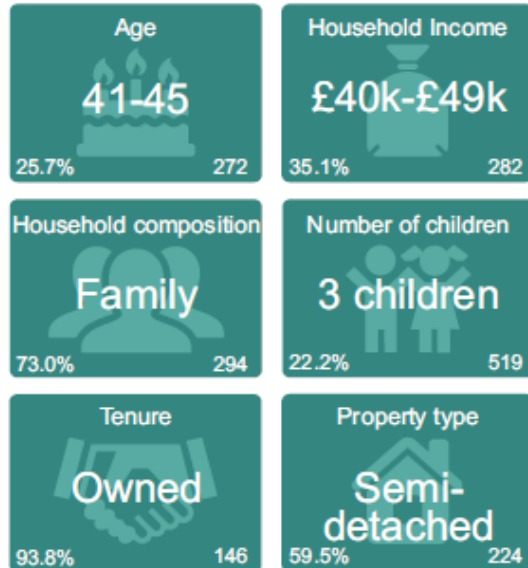 Age
41-45
25.7% 272
Household Income
£40k-£49k
35.1% 282
Household composition
Family
73.0% 294
Number of children
3 children
22.2% 519
Tenure
Owned
93.8% 146
Property type
Semi-
detached
59.5% 224